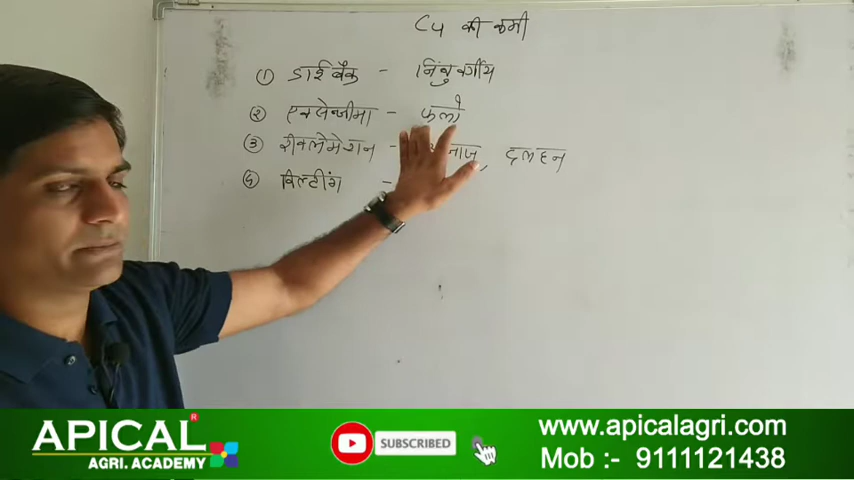 Cu की कमी
① डाईबैक - निंबु वर्गीय
② एक्जेन्थीमा - फलो
③ रीक्लेमेशन - अनाज, दलहन
④ विल्टींग -
APICAL®
AGRI. ACADEMY
SUBSCRIBED
www.apicalagri.com
Mob :- 9111121438